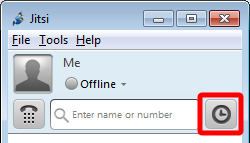 Jitsi
File Tools Help
Me
Offline
Enter name or number